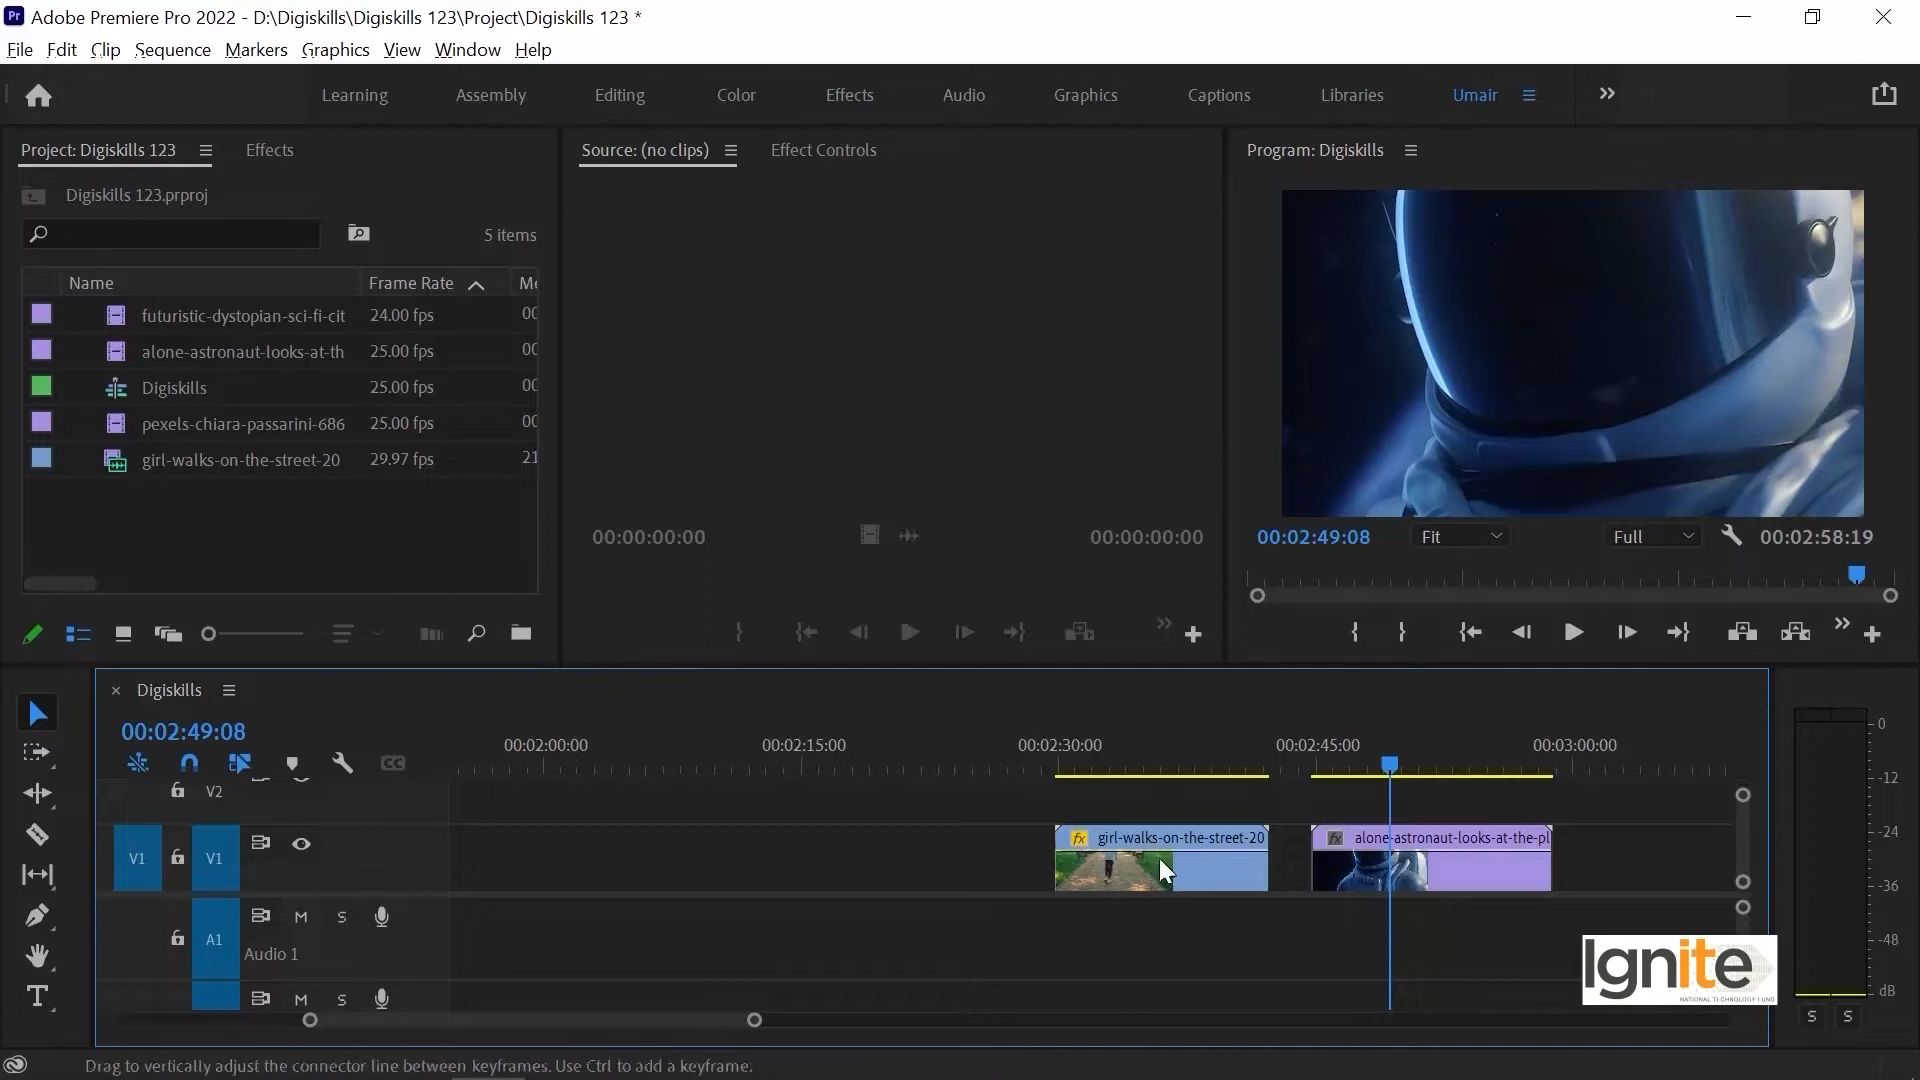 Pr Adobe Premiere Pro 2022 - D:\Digiskills\Digiskills 123\Project\Digiskills 123 *
File Edit Clip Sequence Markers Graphics View Window Help
Learning Assembly Editing Color Effects Audio Graphics Captions Libraries Umair
Project: Digiskills 123 Effects
Source: (no clips) Effect Controls
Program: Digiskills
Digiskills 123.prproj
5 items
Name Frame Rate Me
futuristic-dystopian-sci-fi-cit 24.00 fps 00
alone-astronaut-looks-at-th 25.00 fps 00
Digiskills 25.00 fps 00
pexels-chiara-passarini-686 25.00 fps 00
girl-walks-on-the-street-20 29.97 fps 21
00:00:00:00 00:00:00:00
00:02:49:08 Fit Full 00:02:58:19
Digiskills
00:02:49:08
00:02:00:00 00:02:15:00 00:02:30:00 00:02:45:00 00:03:00:00
V2
V1 V1
fx girl-walks-on-the-street-20
fx alone-astronaut-looks-at-the-pl
M S
A1
Audio 1
M S
0
-12
-24
-36
-48
dB
S S
Ignite
NATIONAL TECHNOLOGY FUND
Drag to vertically adjust the connector line between keyframes. Use Ctrl to add a keyframe.